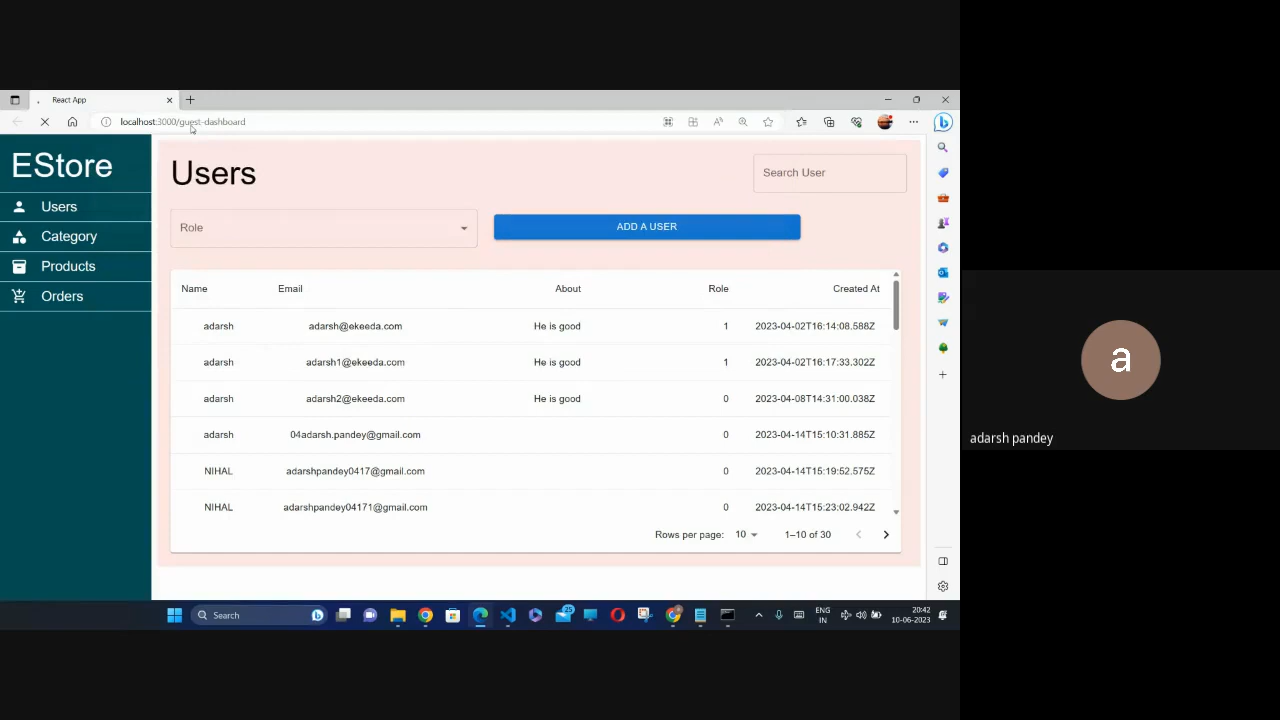 React App
localhost:3000/guest-dashboard
EStore
Users
Category
Products
Orders
Users
Search User
Role
ADD A USER
Name Email About Role Created At
adarsh adarsh@ekeeda.com He is good 1 2023-04-02T16:14:08.588Z
adarsh adarsh1@ekeeda.com He is good 1 2023-04-02T16:17:33.302Z
adarsh adarsh2@ekeeda.com He is good 0 2023-04-08T14:31:00.038Z
adarsh 04adarsh.pandey@gmail.com 0 2023-04-14T15:10:31.885Z
NIHAL adarshpandey0417@gmail.com 0 2023-04-14T15:19:52.575Z
NIHAL adarshpandey04171@gmail.com 0 2023-04-14T15:23:02.942Z
Rows per page: 10 1–10 of 30
Search
ENG
IN
20:42
10-06-2023
a
adarsh pandey